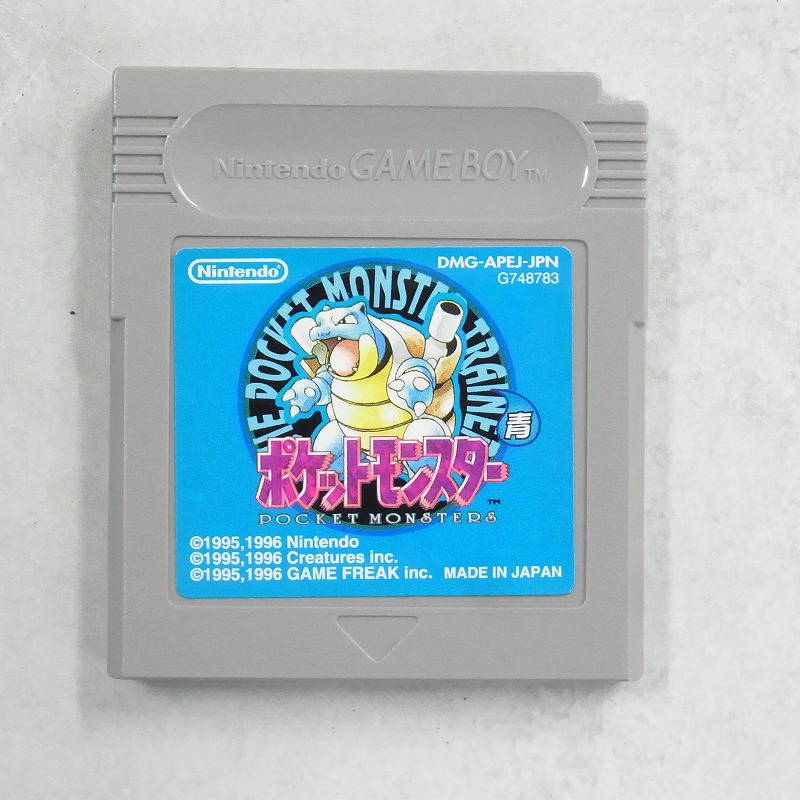 Nintendo GAME BOY™
Nintendo
DMG-APEJ-JPN
G748783
THE POCKET MONSTER TRAINER
青
ポケットモンスター™
POCKET MONSTERS
©1995,1996 Nintendo
©1995,1996 Creatures inc.
©1995,1996 GAME FREAK inc. MADE IN JAPAN